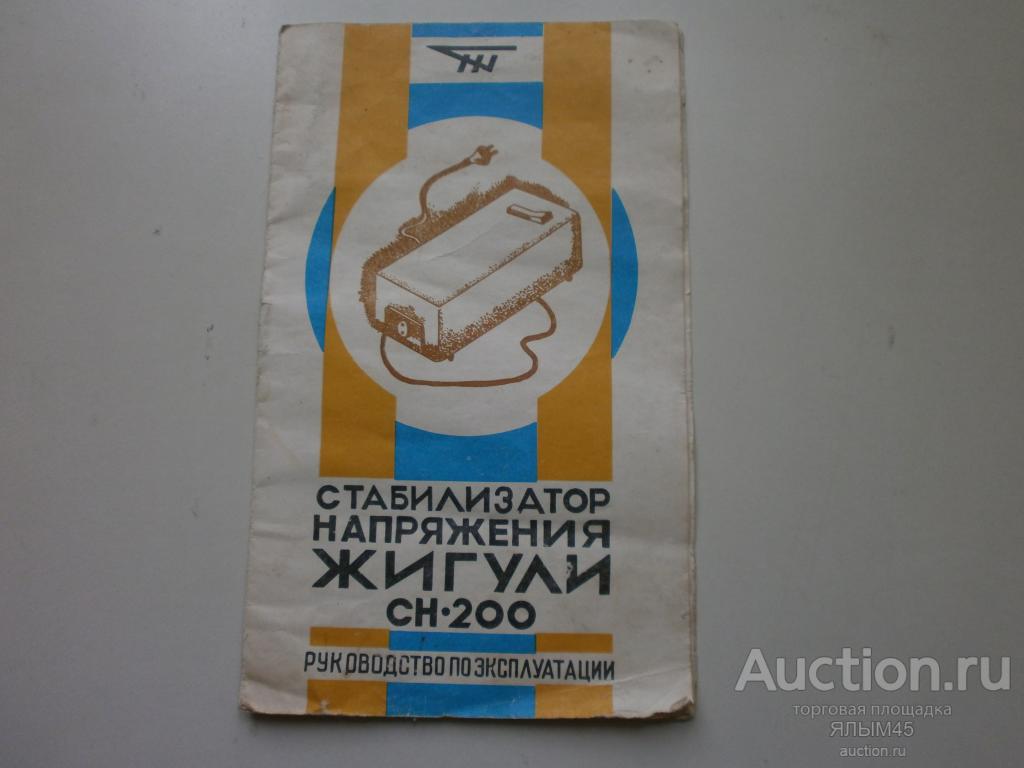 СТАБИЛИЗАТОР
НАПРЯЖЕНИЯ
ЖИГУЛИ
СН·200
РУКОВОДСТВО ПО ЭКСПЛУАТАЦИИ
Auction.ru
торговая площадка
ЯЛЫМ45
auction.ru